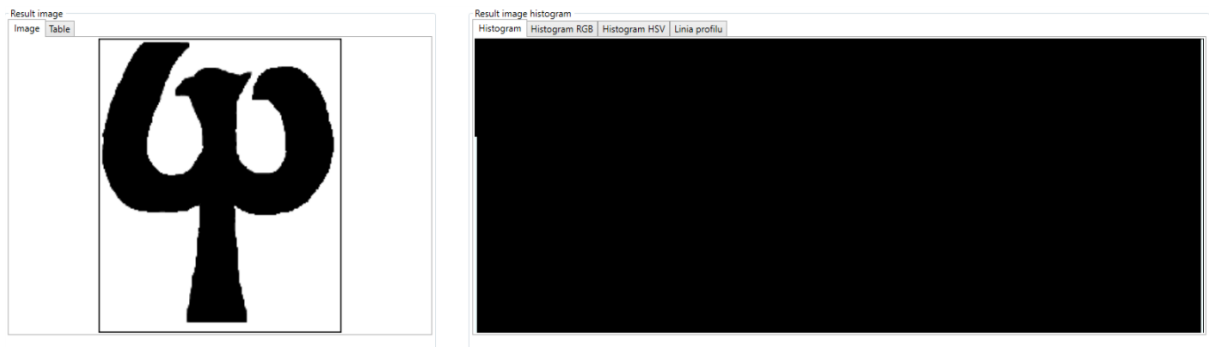 Result image
Image Table
Result image histogram
Histogram Histogram RGB Histogram HSV Linia profilu